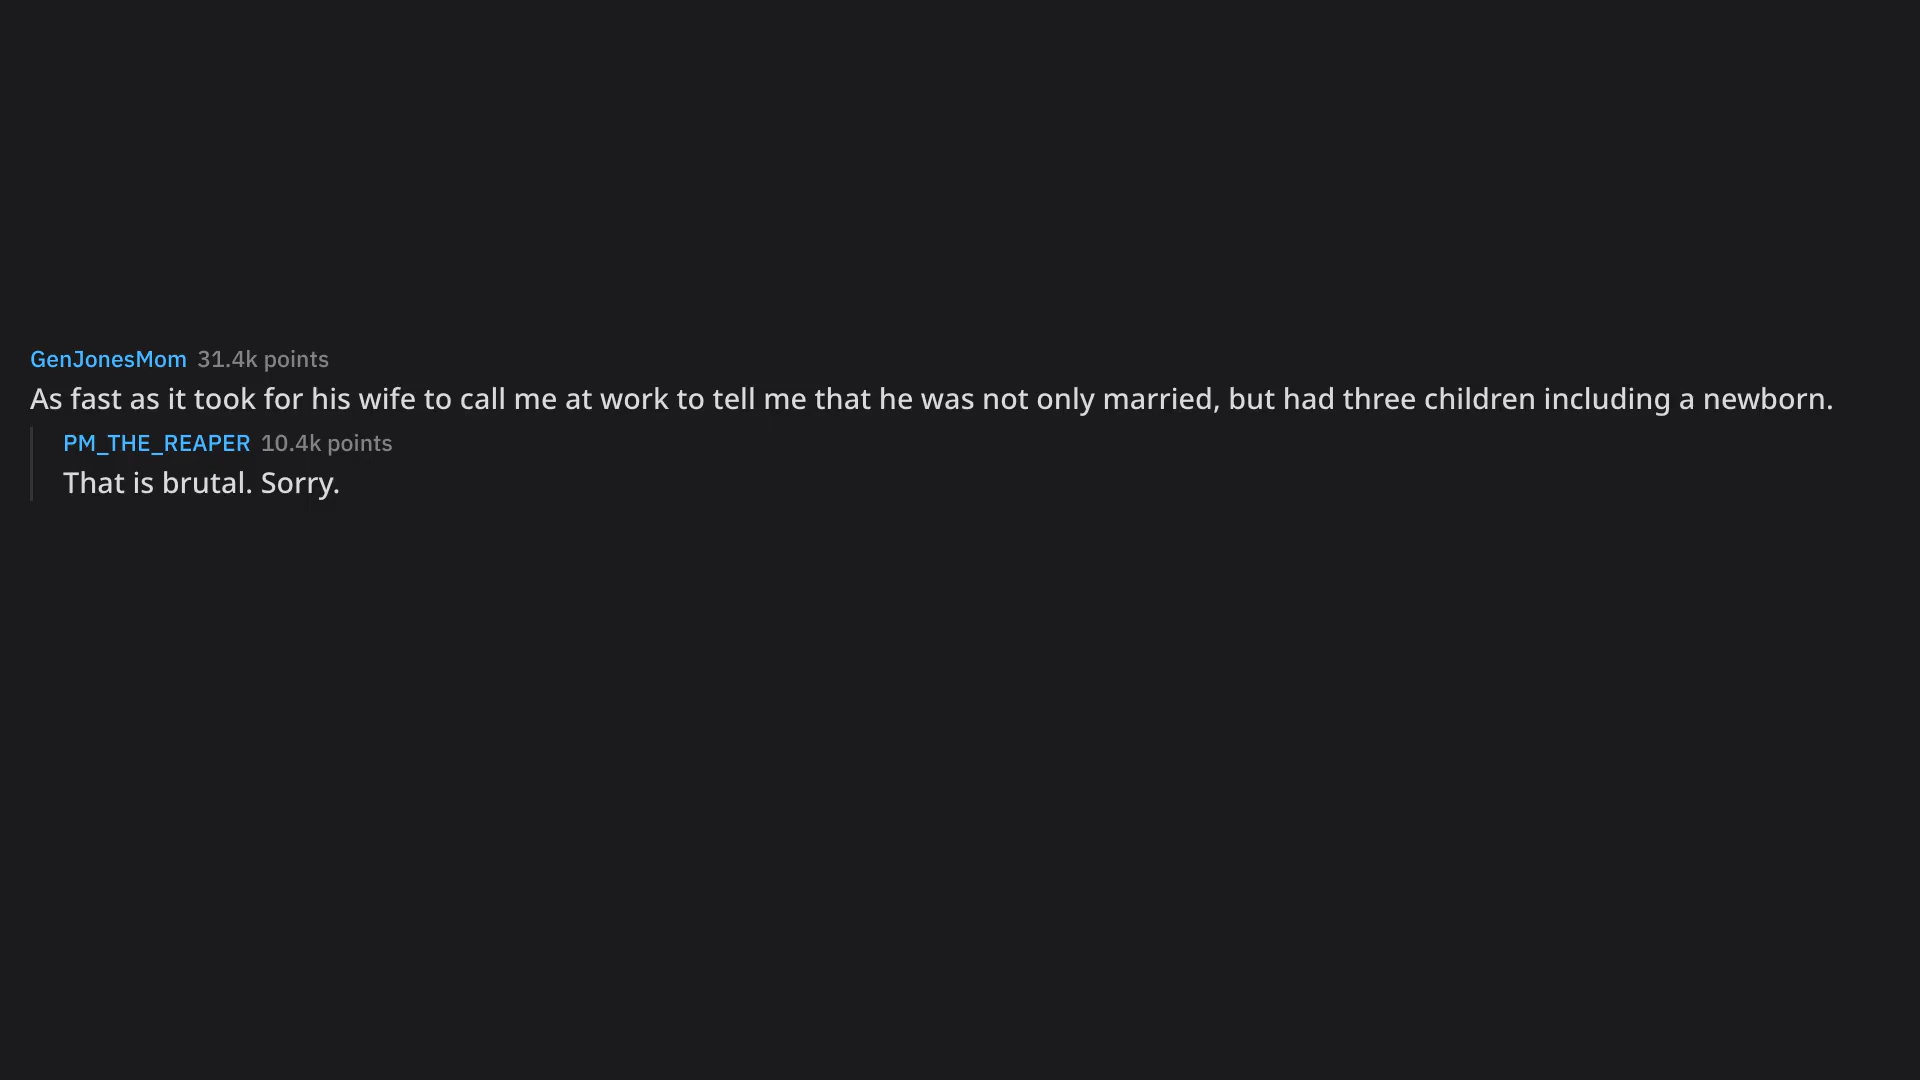 GenJonesMom 31.4k points
As fast as it took for his wife to call me at work to tell me that he was not only married, but had three children including a newborn.
PM_THE_REAPER 10.4k points
That is brutal. Sorry.